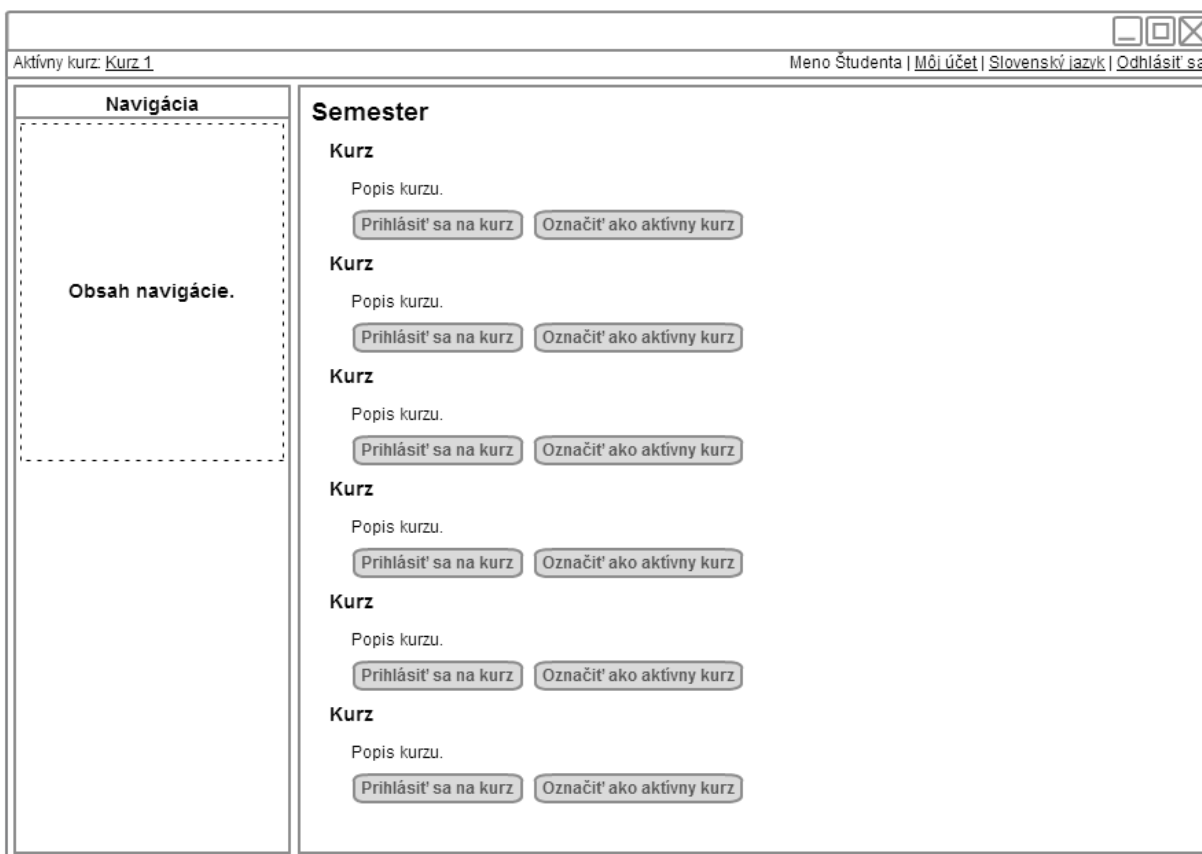 Aktívny kurz: Kurz 1
Meno Študenta | Môj účet | Slovenský jazyk | Odhlásiť sa
Navigácia
Obsah navigácie.
Semester
Kurz
Popis kurzu.
Prihlásiť sa na kurz Označiť ako aktívny kurz
Kurz
Popis kurzu.
Prihlásiť sa na kurz Označiť ako aktívny kurz
Kurz
Popis kurzu.
Prihlásiť sa na kurz Označiť ako aktívny kurz
Kurz
Popis kurzu.
Prihlásiť sa na kurz Označiť ako aktívny kurz
Kurz
Popis kurzu.
Prihlásiť sa na kurz Označiť ako aktívny kurz
Kurz
Popis kurzu.
Prihlásiť sa na kurz Označiť ako aktívny kurz